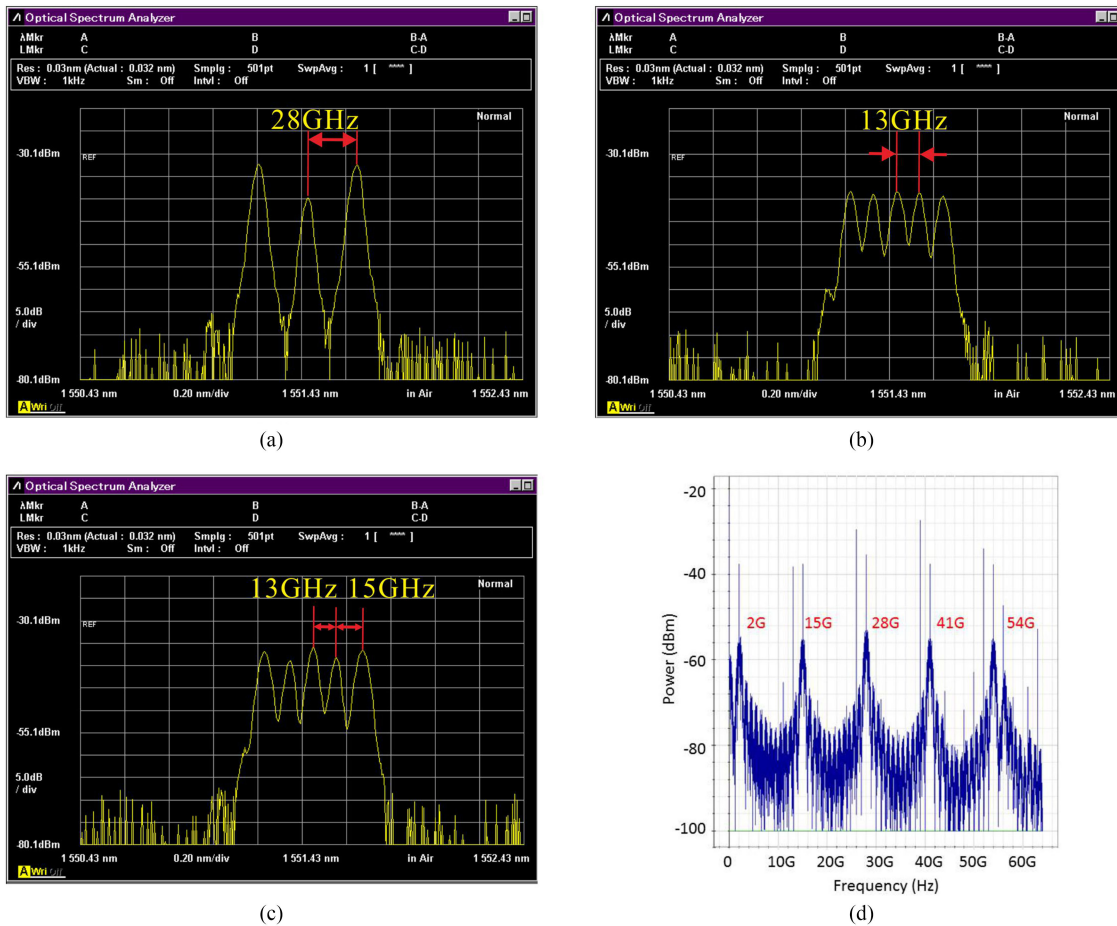 Optical Spectrum Analyzer
λMkr A B B-A
LMkr C D C-D
Res : 0.03nm (Actual : 0.032 nm) Smplg : 501pt SwpAvg : 1 [ **** ]
VBW : 1kHz Sm : Off Intvl : Off
28GHz
Normal
-30.1dBm
REF
-55.1dBm
5.0dB
/ div
-80.1dBm
1 550.43 nm 0.20 nm/div 1 551.43 nm in Air 1 552.43 nm
A Wri Off
(a)
Optical Spectrum Analyzer
λMkr A B B-A
LMkr C D C-D
Res : 0.03nm (Actual : 0.032 nm) Smplg : 501pt SwpAvg : 1 [ **** ]
VBW : 1kHz Sm : Off Intvl : Off
13GHz
Normal
-30.1dBm
REF
-55.1dBm
5.0dB
/ div
-80.1dBm
1 550.43 nm 0.20 nm/div 1 551.43 nm in Air 1 552.43 nm
A Wri Off
(b)
Optical Spectrum Analyzer
λMkr A B B-A
LMkr C D C-D
Res : 0.03nm (Actual : 0.032 nm) Smplg : 501pt SwpAvg : 1 [ **** ]
VBW : 1kHz Sm : Off Intvl : Off
13GHz 15GHz
Normal
-30.1dBm
REF
-55.1dBm
5.0dB
/ div
-80.1dBm
1 550.43 nm 0.20 nm/div 1 551.43 nm in Air 1 552.43 nm
A Wri Off
(c)
-20
-40
-60
-80
-100
Power (dBm)
2G 15G 28G 41G 54G
0 10G 20G 30G 40G 50G 60G
Frequency (Hz)
(d)